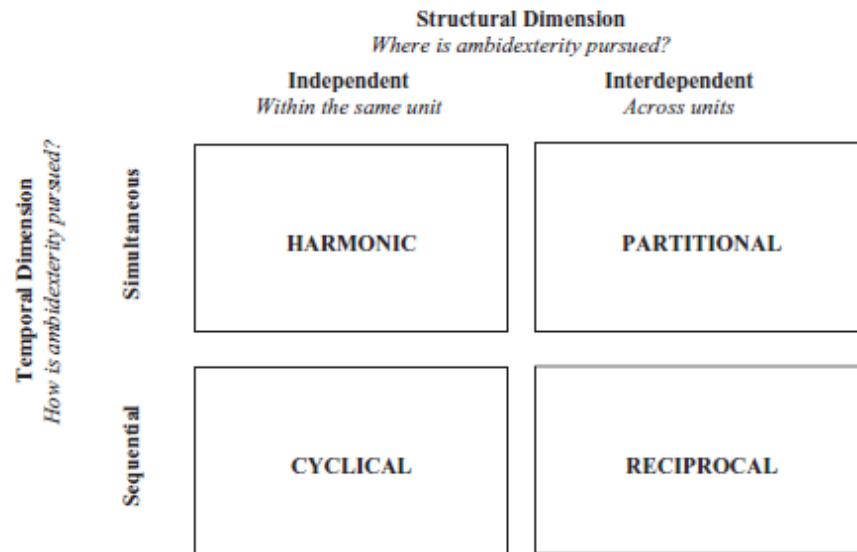 Structural Dimension
Where is ambidexterity pursued?
Independent
Within the same unit
Interdependent
Across units
Temporal Dimension
How is ambidexterity pursued?
Simultaneous
HARMONIC
PARTITIONAL
Sequential
CYCLICAL
RECIPROCAL